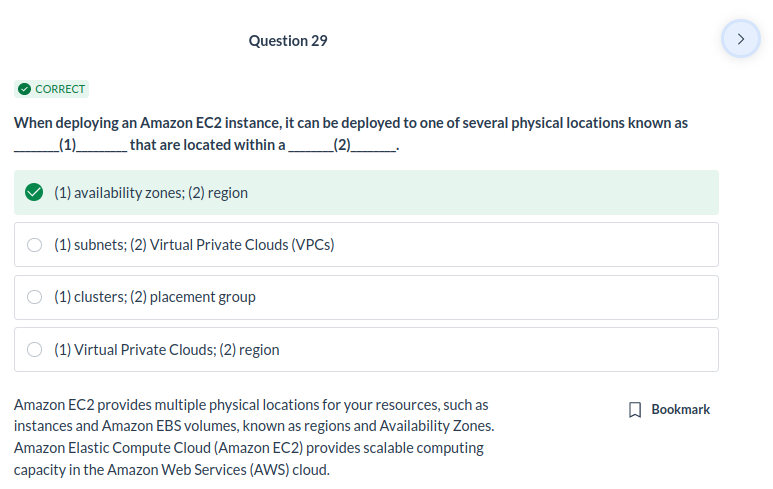 Question 29
CORRECT
When deploying an Amazon EC2 instance, it can be deployed to one of several physical locations known as
________(1)_________ that are located within a ________(2)________.
(1) availability zones; (2) region
(1) subnets; (2) Virtual Private Clouds (VPCs)
(1) clusters; (2) placement group
(1) Virtual Private Clouds; (2) region
Amazon EC2 provides multiple physical locations for your resources, such as
instances and Amazon EBS volumes, known as regions and Availability Zones.
Amazon Elastic Compute Cloud (Amazon EC2) provides scalable computing
capacity in the Amazon Web Services (AWS) cloud.
Bookmark